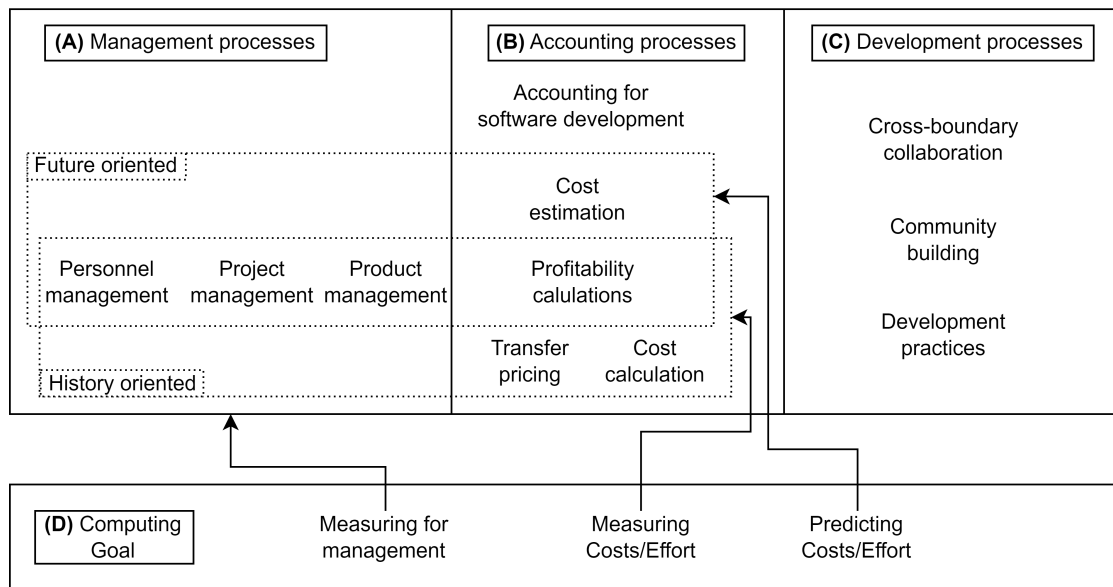 (A) Management processes
(B) Accounting processes
(C) Development processes
Accounting for
software development
Cross-boundary
collaboration
Future oriented
Cost
estimation
Community
building
Personnel
management
Project
management
Product
management
Profitability
calulations
Development
practices
Transfer
pricing
Cost
calculation
History oriented
(D) Computing
Goal
Measuring for
management
Measuring
Costs/Effort
Predicting
Costs/Effort